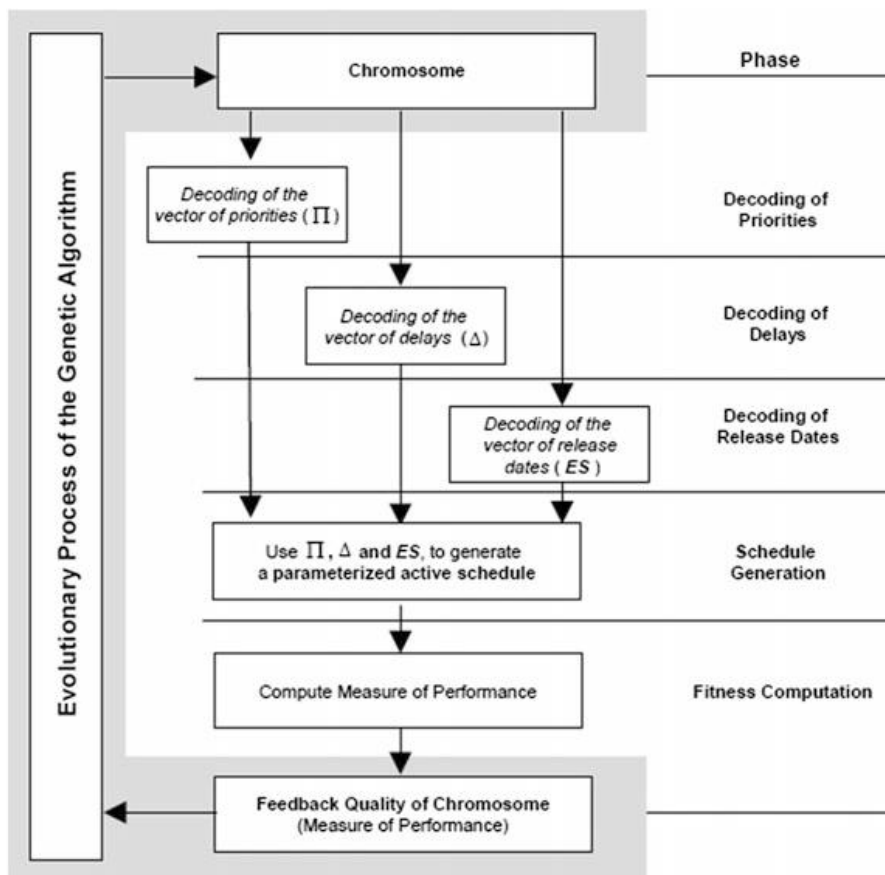 Evolutionary Process of the Genetic Algorithm
Chromosome
Phase
Decoding of the
vector of priorities ( Π )
Decoding of
Priorities
Decoding of the
vector of delays (Δ)
Decoding of
Delays
Decoding of the
vector of release
dates ( ES )
Decoding of
Release Dates
Use Π , Δ and ES, to generate
a parameterized active schedule
Schedule
Generation
Compute Measure of Performance
Fitness Computation
Feedback Quality of Chromosome
(Measure of Performance)